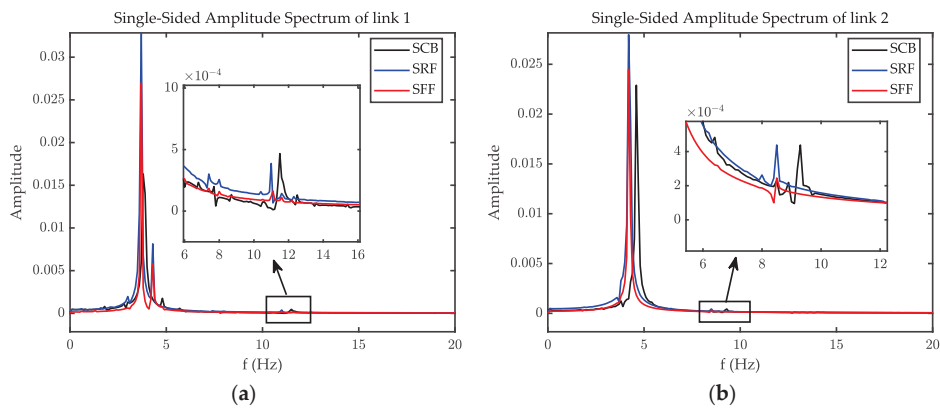 Single-Sided Amplitude Spectrum of link 1
0.03
0.025
0.02
0.015
0.01
0.005
0
Amplitude
0
5
10
15
20
f (Hz)
SCB
SRF
SFF
×10⁻⁴
10
5
0
6
8
10
12
14
16
(a)
Single-Sided Amplitude Spectrum of link 2
0.025
0.02
0.015
0.01
0.005
0
Amplitude
0
5
10
15
20
f (Hz)
SCB
SRF
SFF
×10⁻⁴
4
2
0
6
8
10
12
(b)